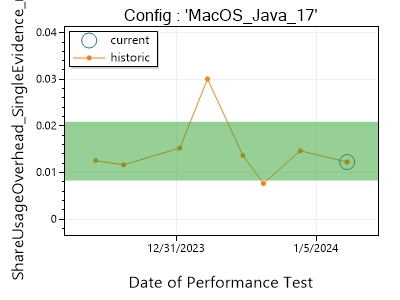 Config : 'MacOS_Java_17'
current
historic
0.04
0.03
0.02
0.01
0
ShareUsageOverhead_SingleEvidence_
12/31/2023
1/5/2024
Date of Performance Test